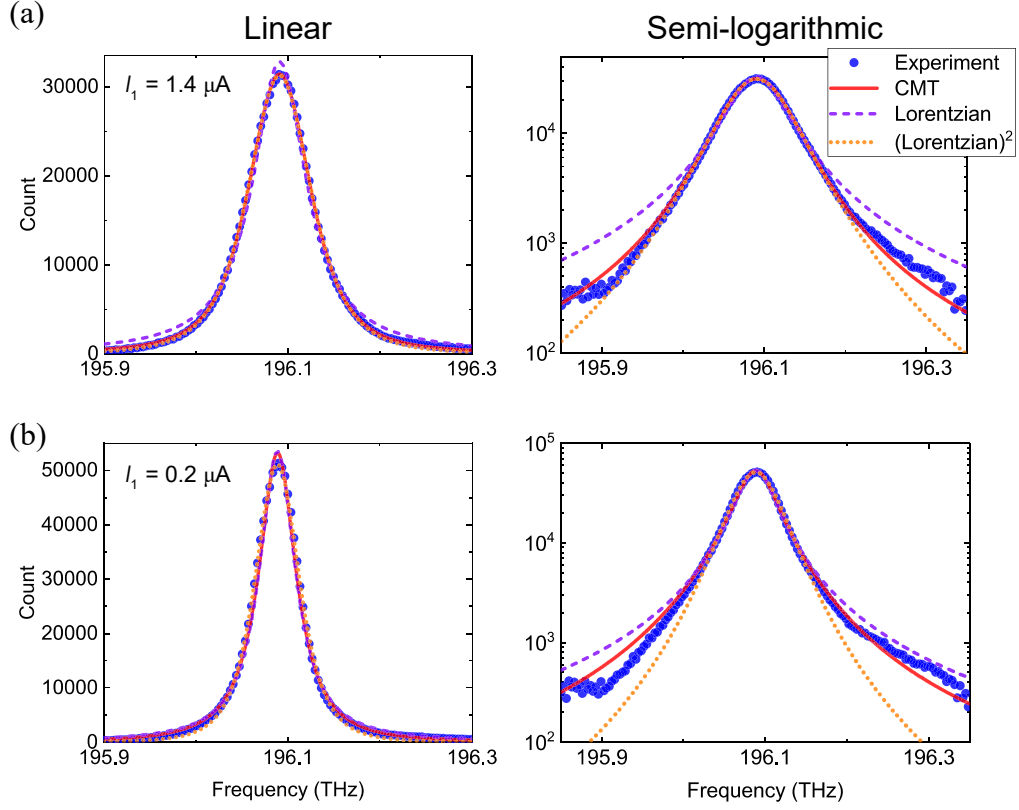 (a)
Linear
Semi-logarithmic
I₁ = 1.4 μA
Experiment
CMT
Lorentzian
(Lorentzian)²
Count
30000
20000
10000
0
195.9
196.1
196.3
10⁴
10³
10²
195.9
196.1
196.3
(b)
I₁ = 0.2 μA
Count
50000
40000
30000
20000
10000
0
195.9
196.1
196.3
Frequency (THz)
10⁵
10⁴
10³
10²
195.9
196.1
196.3
Frequency (THz)